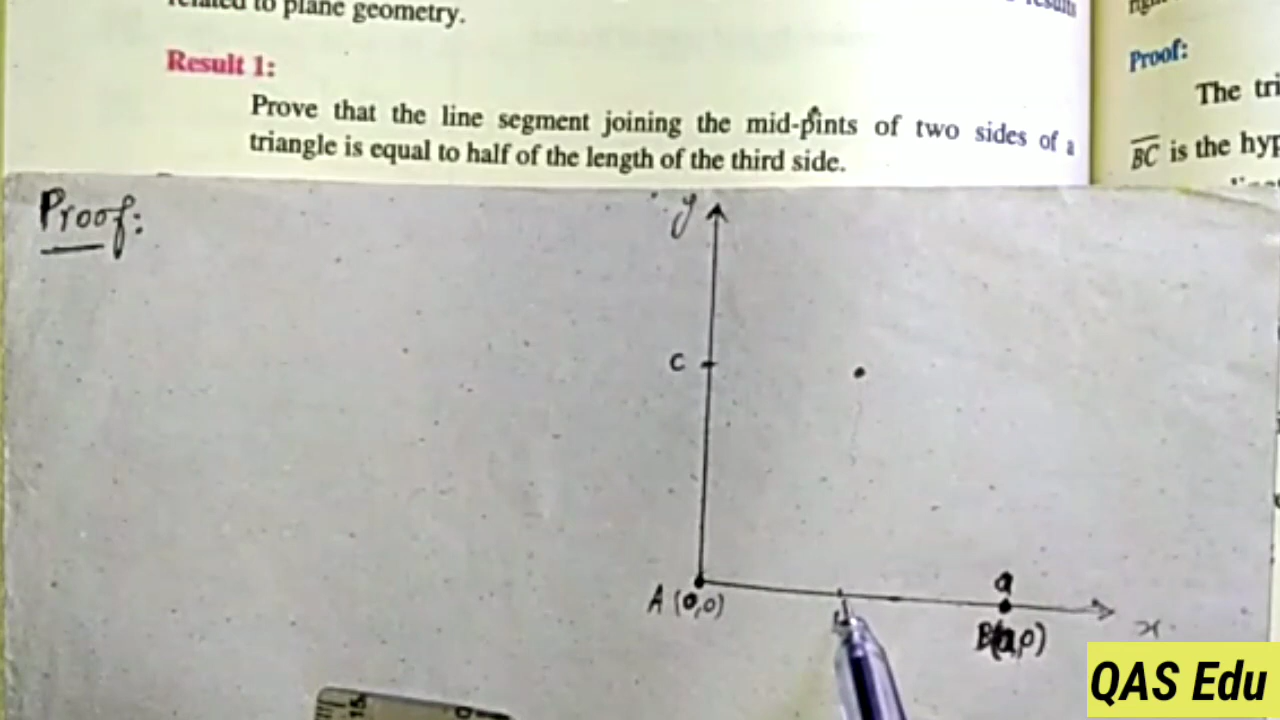 related to plane geometry.
results
Result 1:
Prove that the line segment joining the mid-pints of two sides of a
triangle is equal to half of the length of the third side.
Proof:
The tri
BC is the hyp
Proof:
y
c
A (0,0)
a
x
15
QAS Edu